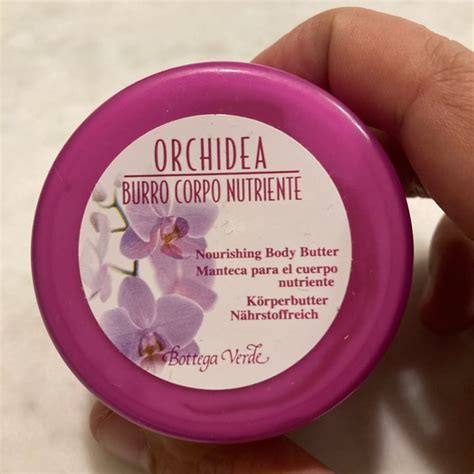 ORCHIDEA
BURRO CORPO NUTRIENTE
Nourishing Body Butter
Manteca para el cuerpo
nutriente
Körperbutter
Nährstoffreich
Bottega Verde